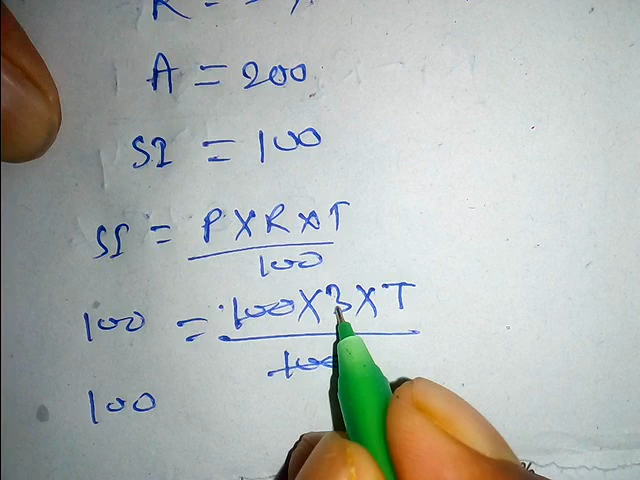 A = 200
SI = 100
SI = P X R X T / 100
100 = 100 X 3 X T / 100
100